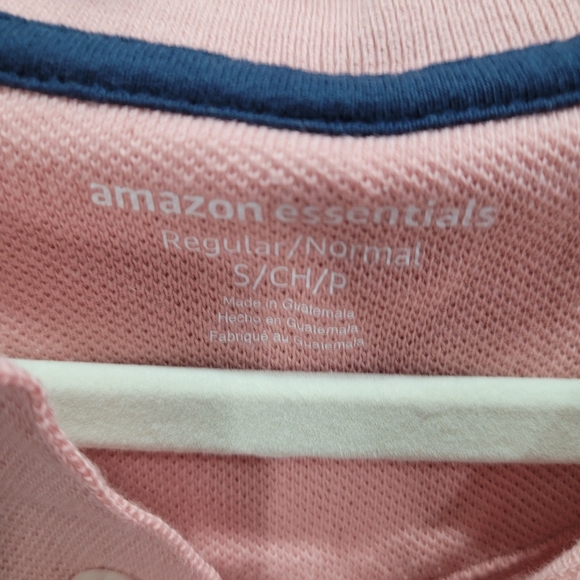 amazon essentials
Regular/Normal
S/CH/P
Made in Guatemala
Hecho en Guatemala
Fabriqué au Guatemala